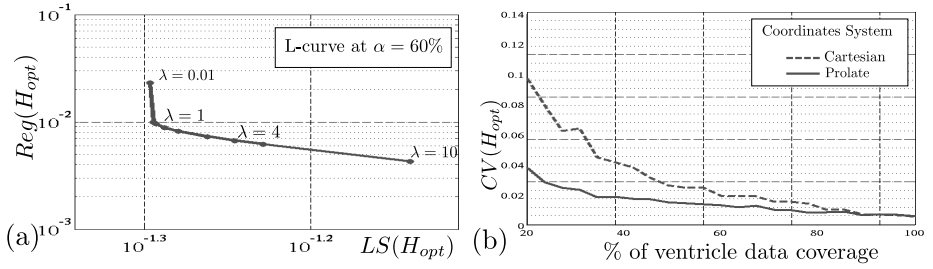 10^-1
10^-2
10^-3
Reg(H_opt)
L-curve at α = 60%
λ = 0.01
λ = 1
λ = 4
λ = 10
10^-1.3
10^-1.2
LS(H_opt)
(a)
0.14
0.12
0.1
0.08
0.06
0.04
0.02
0
CV(H_opt)
Coordinates System
Cartesian
Prolate
20
40
60
80
100
% of ventricle data coverage
(b)